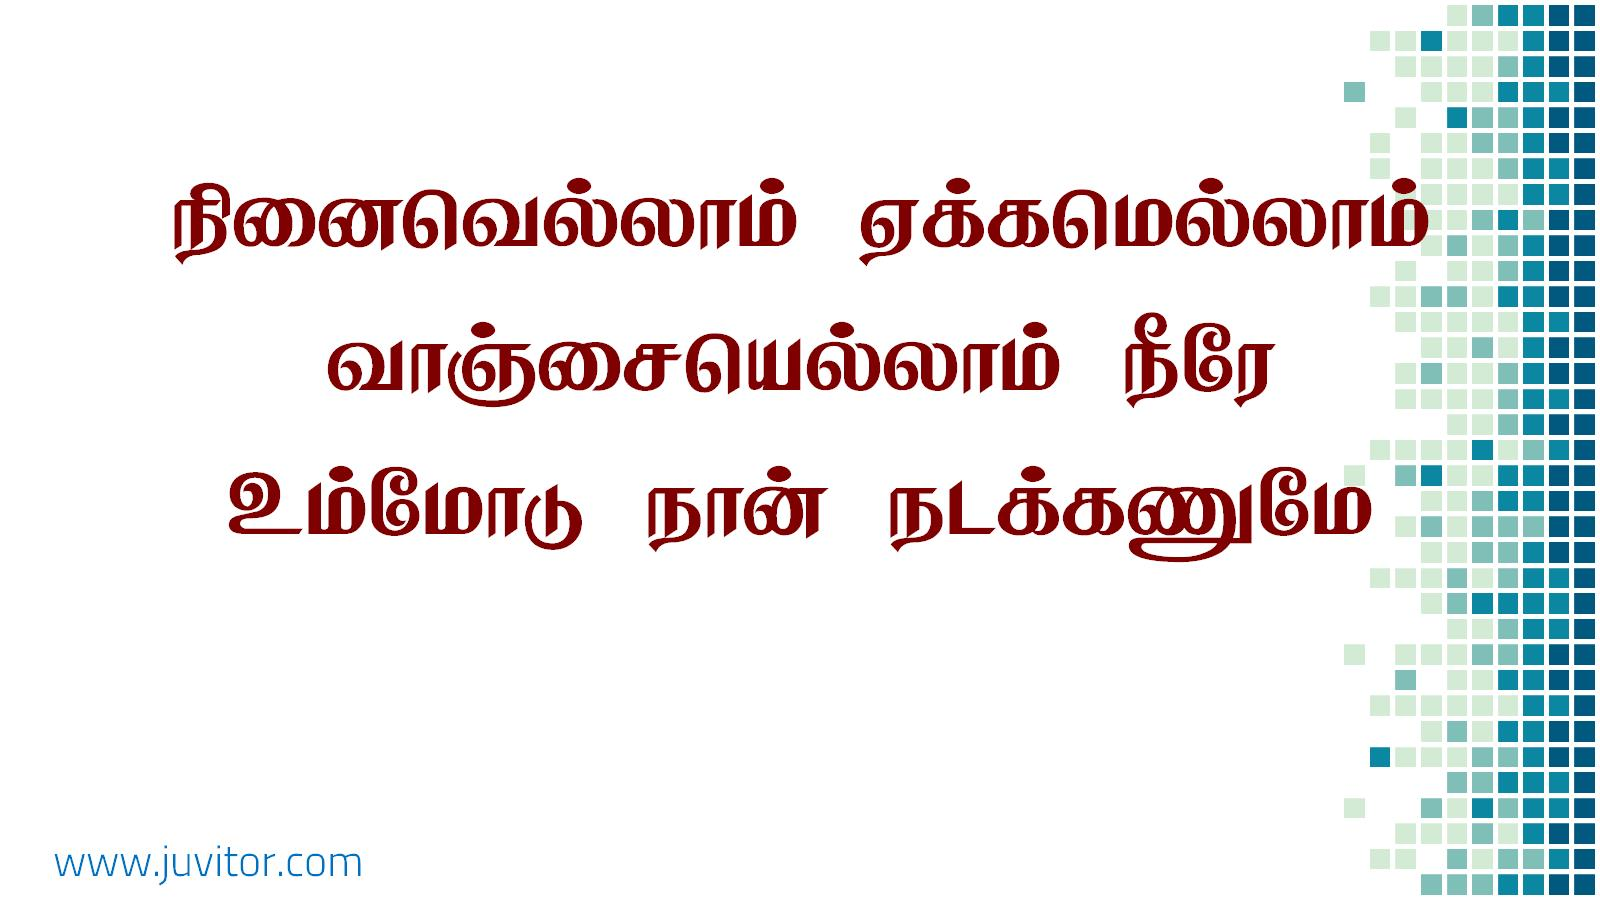 நினைவெல்லாம் ஏக்கமெல்லாம்
வாஞ்சையெல்லாம் நீரே
உம்மோடு நான் நடக்கணுமே
www.juvitor.com